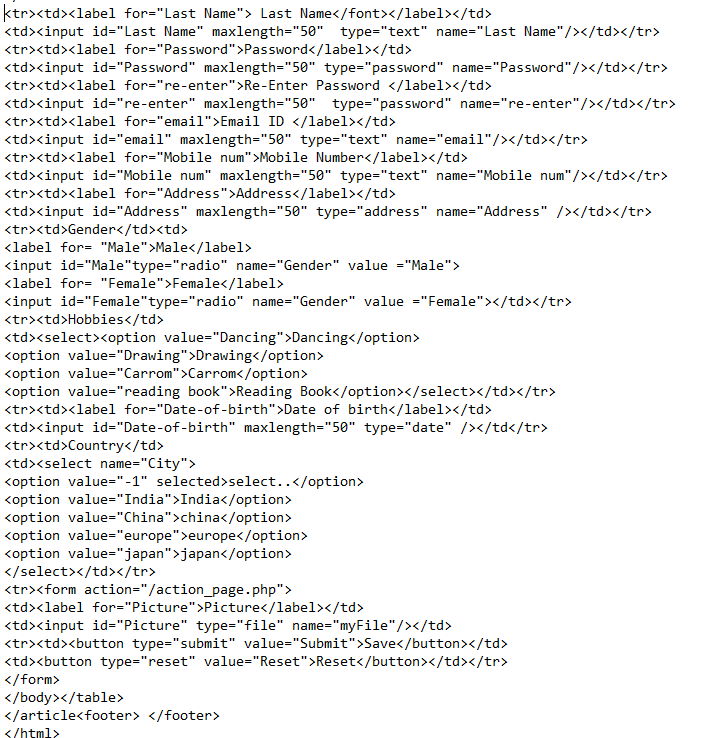 <tr><td><label for="Last Name"> Last Name</font></label></td>
<td><input id="Last Name" maxlength="50"  type="text" name="Last Name"/></td></tr>
<tr><td><label for="Password">Password</label></td>
<td><input id="Password" maxlength="50" type="password" name="Password"/></td></tr>
<tr><td><label for="re-enter">Re-Enter Password </label></td>
<td><input id="re-enter" maxlength="50"  type="password" name="re-enter"/></td></tr>
<tr><td><label for="email">Email ID </label></td>
<td><input id="email" maxlength="50" type="text" name="email"/></td></tr>
<tr><td><label for="Mobile num">Mobile Number</label></td>
<td><input id="Mobile num" maxlength="50" type="text" name="Mobile num"/></td></tr>
<tr><td><label for="Address">Address</label></td>
<td><input id="Address" maxlength="50" type="address" name="Address" /></td></tr>
<tr><td>Gender</td><td>
<label for= "Male">Male</label>
<input id="Male"type="radio" name="Gender" value ="Male">
<label for= "Female">Female</label>
<input id="Female"type="radio" name="Gender" value ="Female"></td></tr>
<tr><td>Hobbies</td>
<td><select><option value="Dancing">Dancing</option>
<option value="Drawing">Drawing</option>
<option value="Carrom">Carrom</option>
<option value="reading book">Reading Book</option></select></td></tr>
<tr><td><label for="Date-of-birth">Date of birth</label></td>
<td><input id="Date-of-birth" maxlength="50" type="date" /></td</tr>
<tr><td>Country</td>
<td><select name="City">
<option value="-1" selected>select..</option>
<option value="India">India</option>
<option value="China">china</option>
<option value="europe">europe</option>
<option value="japan">japan</option>
</select></td></tr>
<tr><form action="/action_page.php">
<td><label for="Picture">Picture</label></td>
<td><input id="Picture" type="file" name="myFile"/></td>
<tr><td><button type="submit" value="Submit">Save</button></td>
<td><button type="reset" value="Reset">Reset</button></td></tr>
</form>
</body></table>
</article<footer> </footer>
</html>